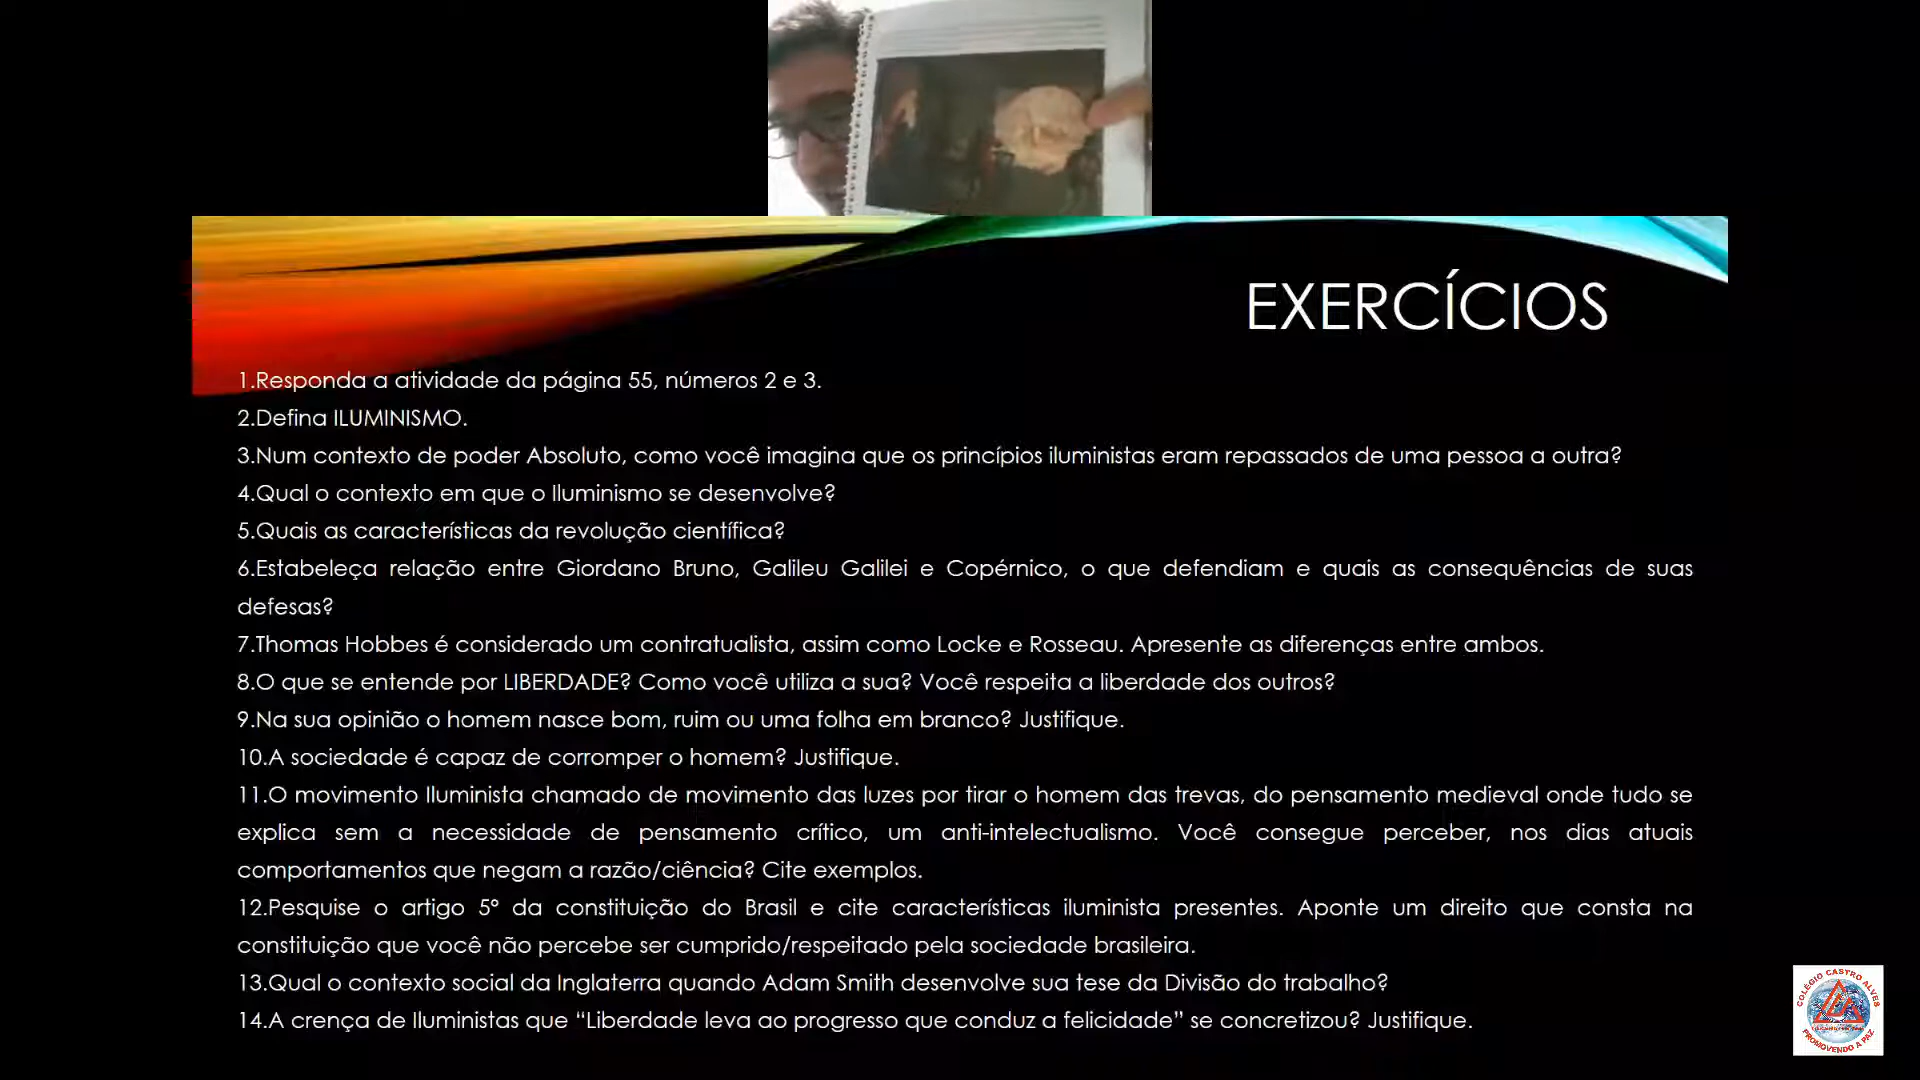 EXERCÍCIOS
1.Responda a atividade da página 55, números 2 e 3.
2.Defina ILUMINISMO.
3.Num contexto de poder Absoluto, como você imagina que os princípios iluministas eram repassados de uma pessoa a outra?
4.Qual o contexto em que o Iluminismo se desenvolve?
5.Quais as características da revolução científica?
6.Estabeleça relação entre Giordano Bruno, Galileu Galilei e Copérnico, o que defendiam e quais as consequências de suas
defesas?
7.Thomas Hobbes é considerado um contratualista, assim como Locke e Rosseau. Apresente as diferenças entre ambos.
8.O que se entende por LIBERDADE? Como você utiliza a sua? Você respeita a liberdade dos outros?
9.Na sua opinião o homem nasce bom, ruim ou uma folha em branco? Justifique.
10.A sociedade é capaz de corromper o homem? Justifique.
11.O movimento Iluminista chamado de movimento das luzes por tirar o homem das trevas, do pensamento medieval onde tudo se
explica sem a necessidade de pensamento crítico, um anti-intelectualismo. Você consegue perceber, nos dias atuais
comportamentos que negam a razão/ciência? Cite exemplos.
12.Pesquise o artigo 5º da constituição do Brasil e cite características iluminista presentes. Aponte um direito que consta na
constituição que você não percebe ser cumprido/respeitado pela sociedade brasileira.
13.Qual o contexto social da Inglaterra quando Adam Smith desenvolve sua tese da Divisão do trabalho?
14.A crença de Iluministas que “Liberdade leva ao progresso que conduz a felicidade” se concretizou? Justifique.
COLÉGIO CASTRO ALVES
PROMOVENDO A PAZ